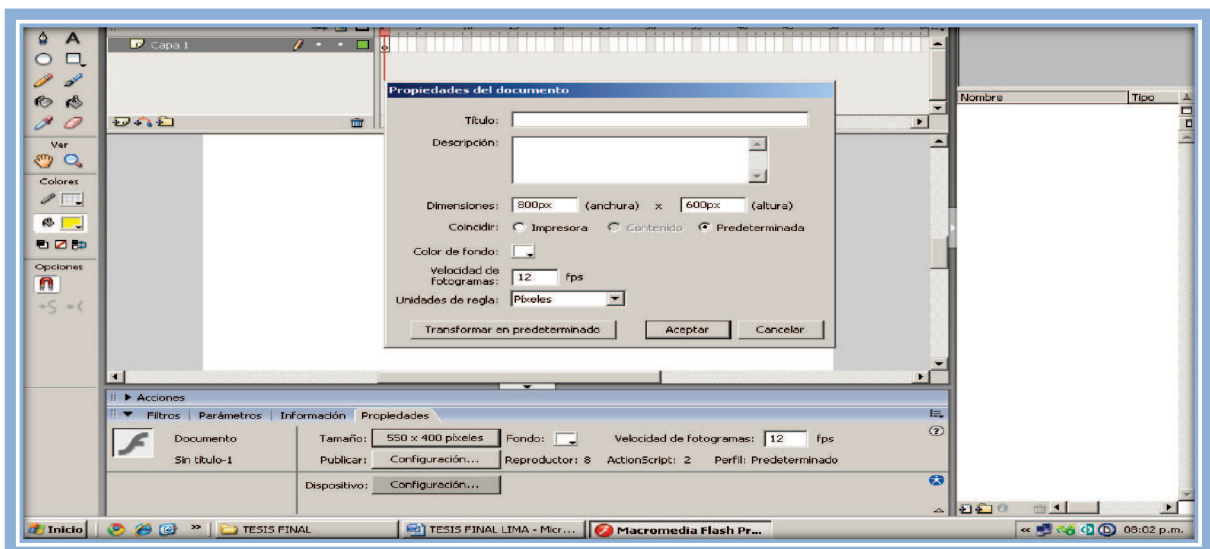 A
Capa 1
Propiedades del documento
Nombre Tipo
Título:
Ver
Descripción:
Colores
Dimensiones: 800px (anchura) x 600px (altura)
Coincidir: Impresora Contenido Predeterminada
Color de fondo:
Opciones
Velocidad de
fotogramas: 12 fps
Unidades de regla: Píxeles
Transformar en predeterminado Aceptar Cancelar
Acciones
Filtros Parámetros Información Propiedades
Documento Tamaño: 550 x 400 píxeles Fondo: Velocidad de fotogramas: 12 fps
Sin título-1 Publicar: Configuración... Reproductor: 8 ActionScript: 2 Perfil: Predeterminado
Dispositivo: Configuración...
Inicio » TESIS FINAL TESIS FINAL LIMA - Micr... Macromedia Flash Pr... « 08:02 p.m.